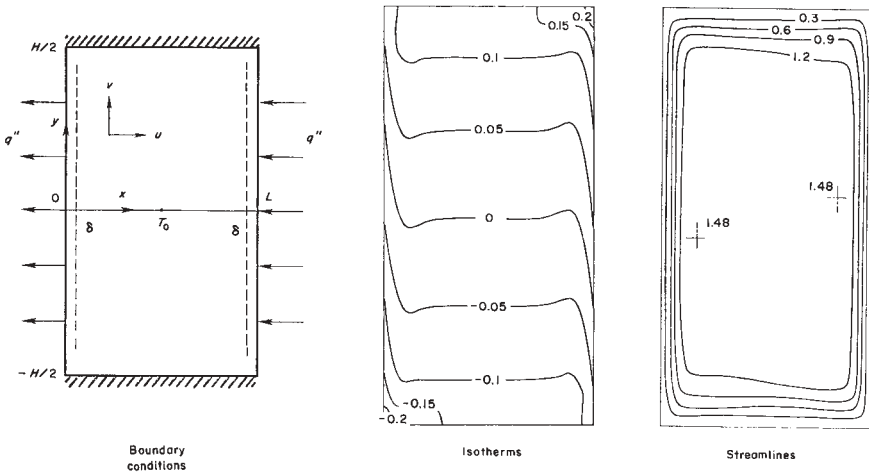 H/2
v
q"
y
u
q"
0
x
L
δ
T₀
δ
-H/2
Boundary
conditions
0.2
0.15
0.1
0.05
0
-0.05
-0.1
-0.15
-0.2
Isotherms
0.3
0.6
0.9
1.2
1.48
1.48
Streamlines